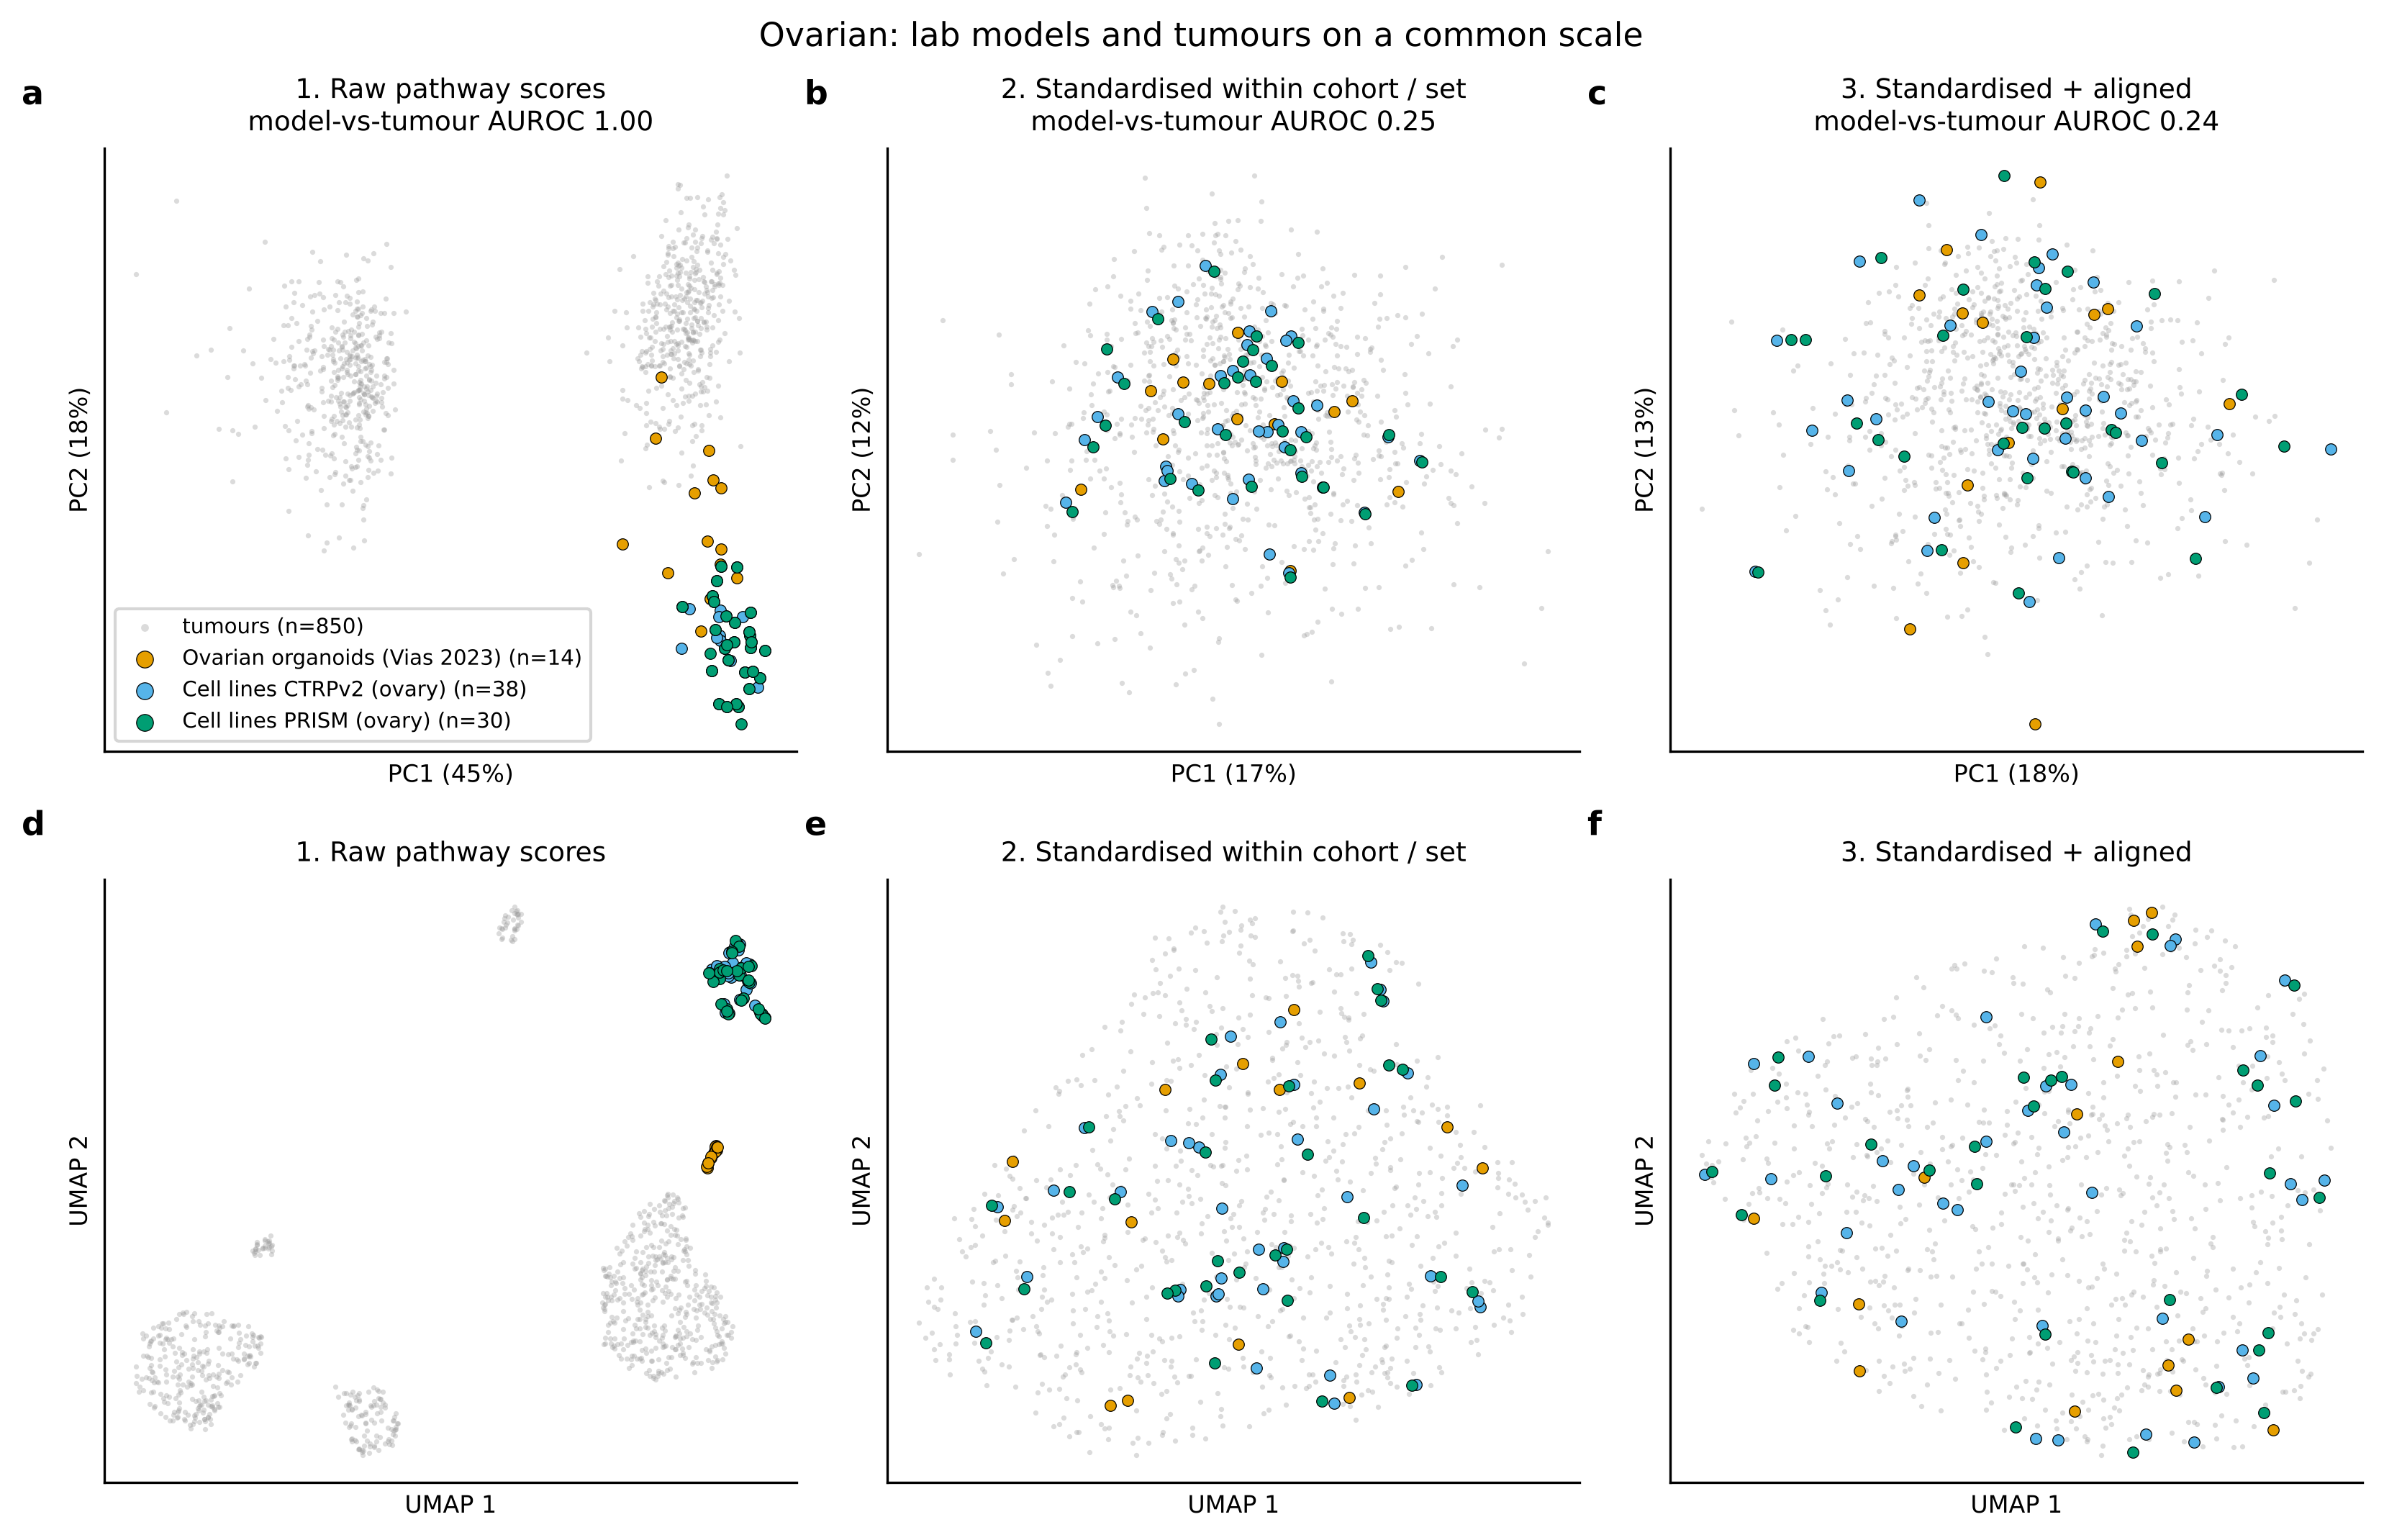 Ovarian: lab models and tumours on a common scale
a
1. Raw pathway scores
model-vs-tumour AUROC 1.00
PC2 (18%)
tumours (n=850)
Ovarian organoids (Vias 2023) (n=14)
Cell lines CTRPv2 (ovary) (n=38)
Cell lines PRISM (ovary) (n=30)
PC1 (45%)
b
2. Standardised within cohort / set
model-vs-tumour AUROC 0.25
PC2 (12%)
PC1 (17%)
c
3. Standardised + aligned
model-vs-tumour AUROC 0.24
PC2 (13%)
PC1 (18%)
d
1. Raw pathway scores
UMAP 2
UMAP 1
e
2. Standardised within cohort / set
UMAP 2
UMAP 1
f
3. Standardised + aligned
UMAP 2
UMAP 1